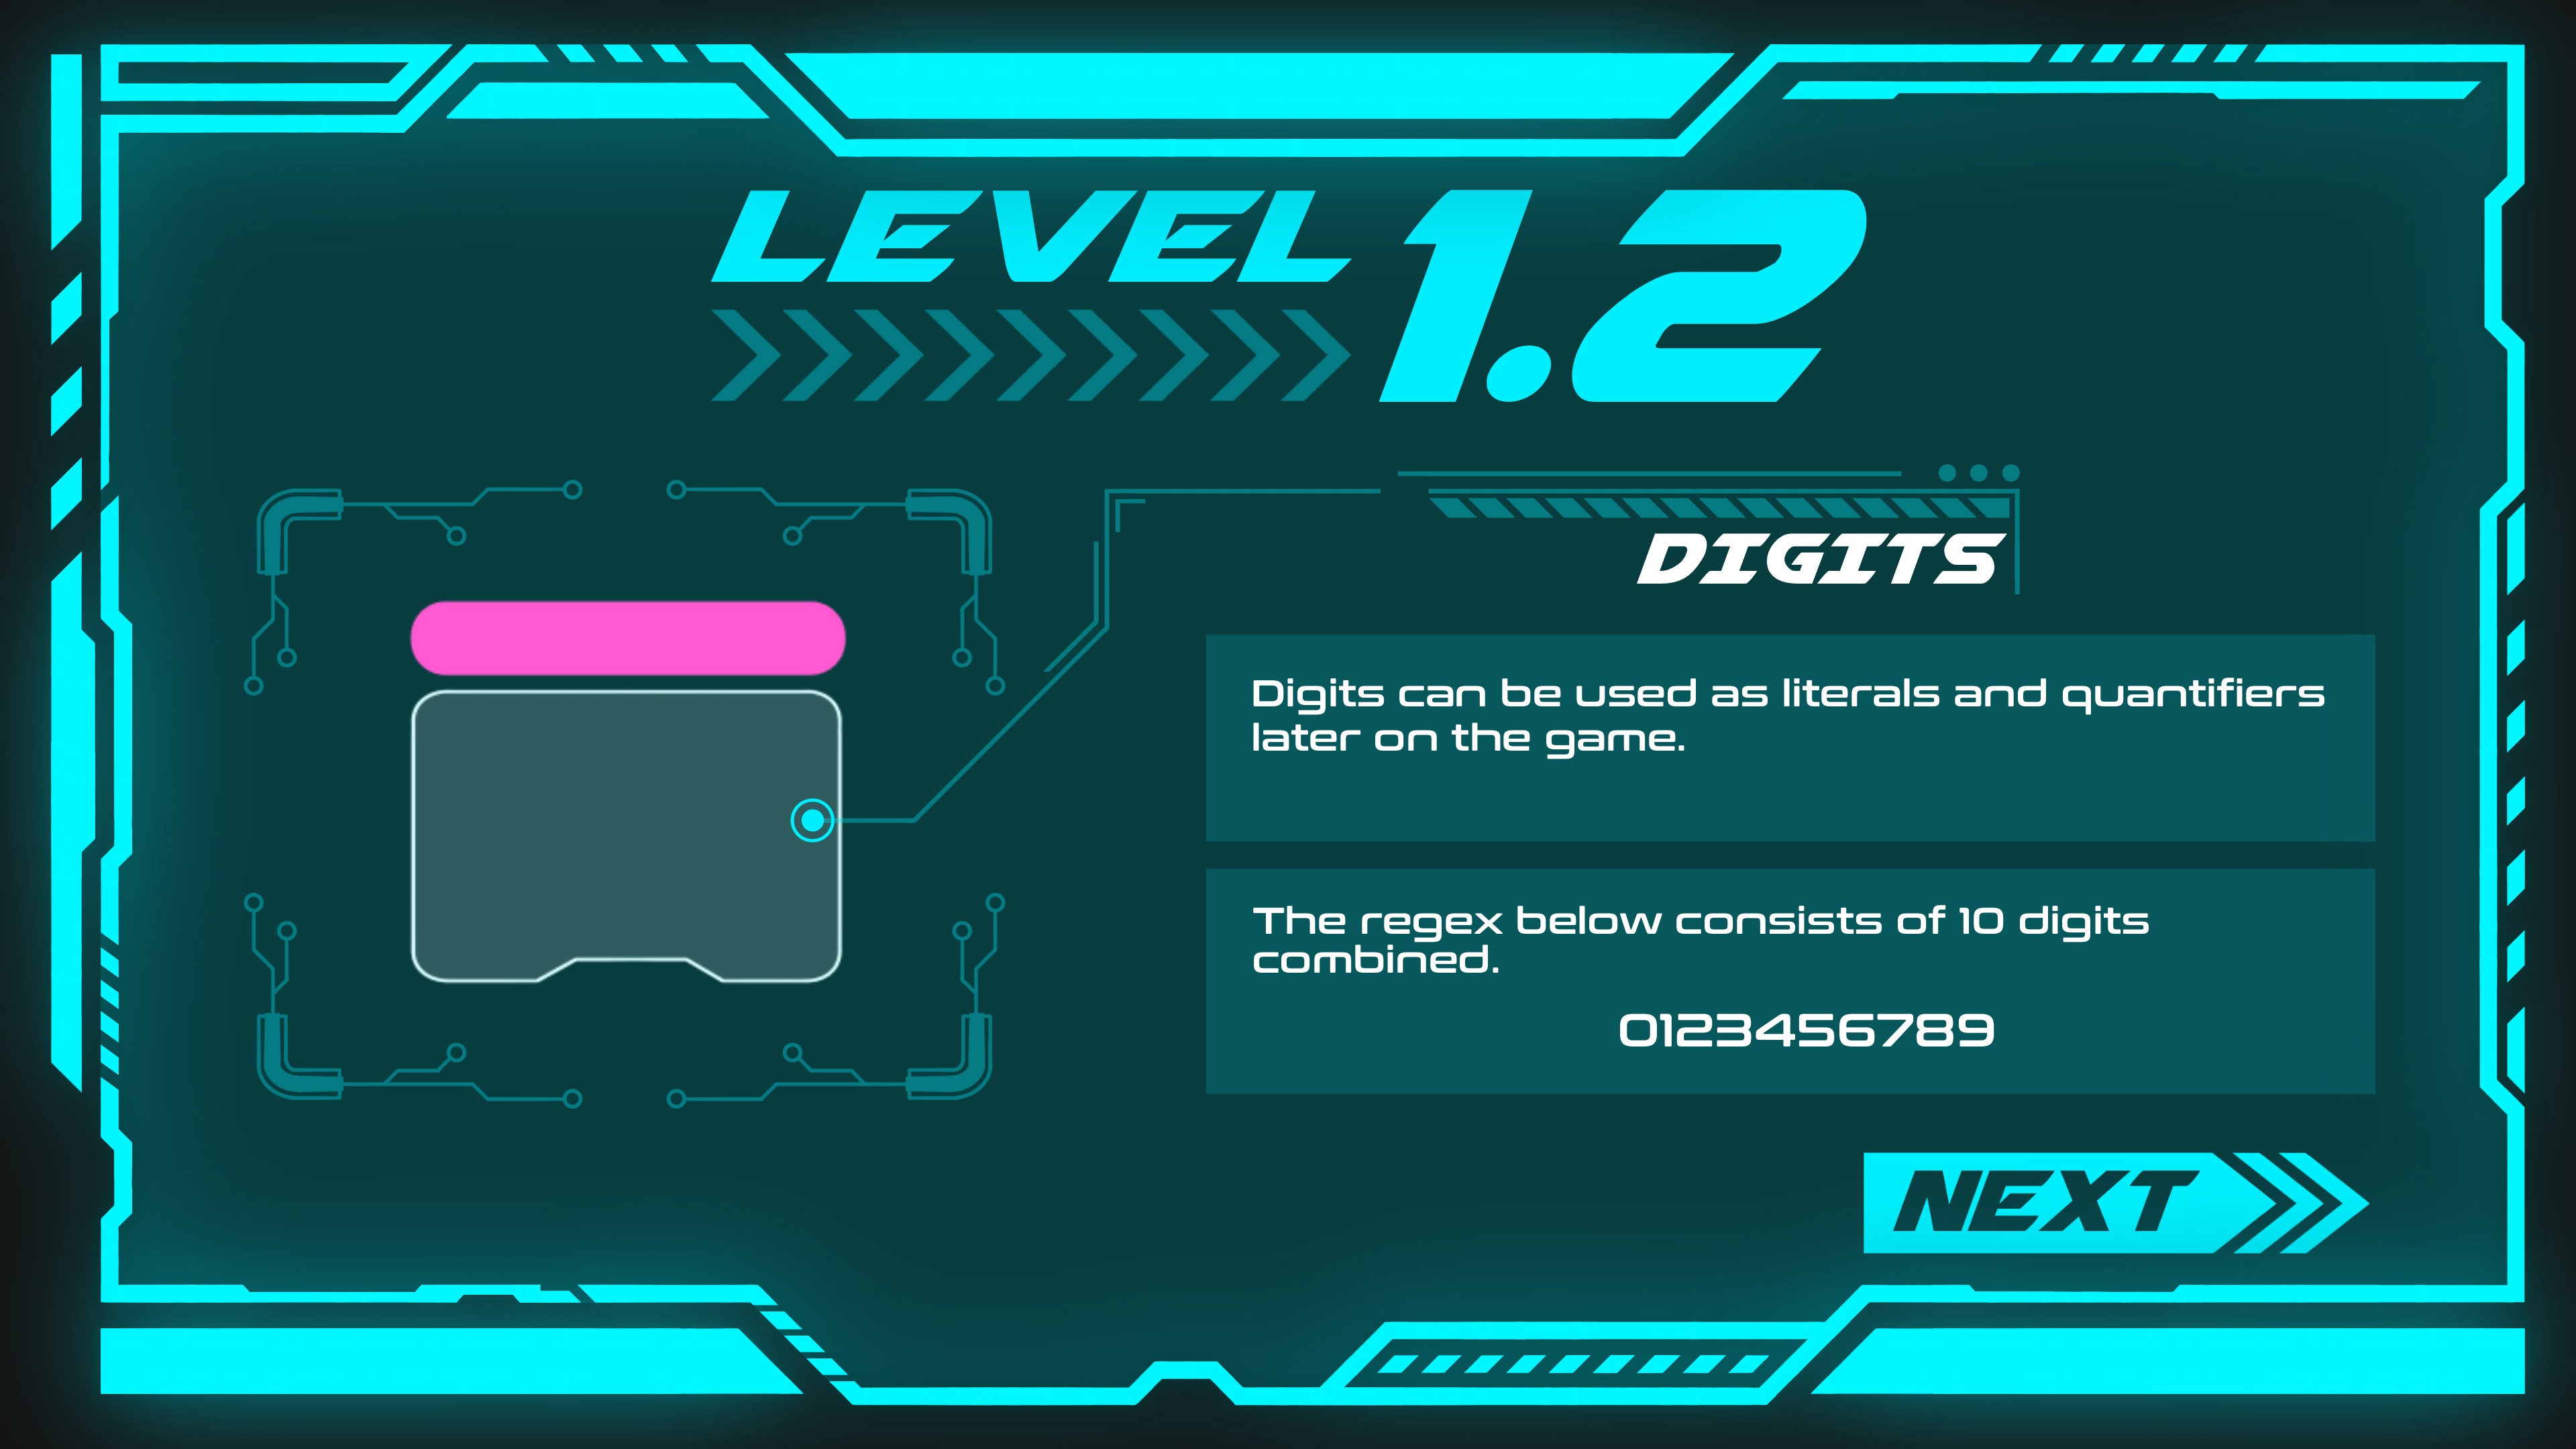 LEVEL 1.2
DIGITS
Digits can be used as literals and quantifiers
later on the game.
The regex below consists of 10 digits
combined.
0123456789
NEXT